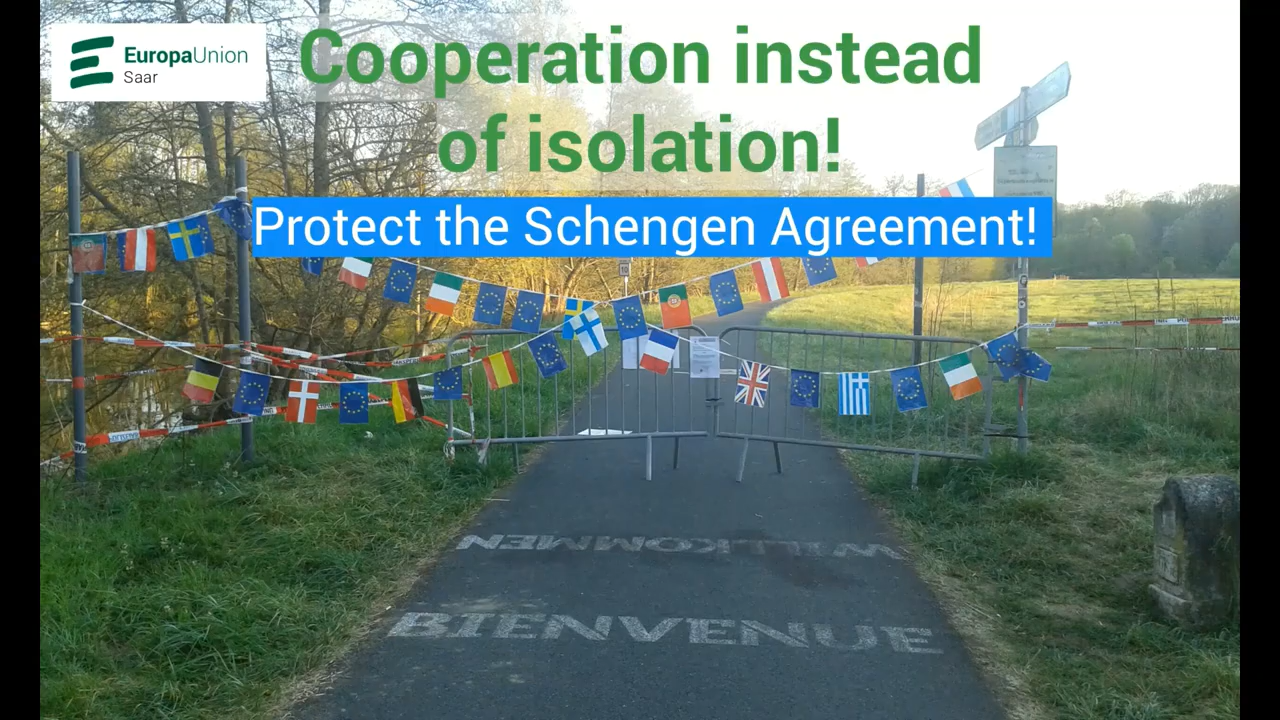 EuropaUnion
Saar
Cooperation instead
of isolation!
Protect the Schengen Agreement!
WILLKOMMEN
BIENVENUE